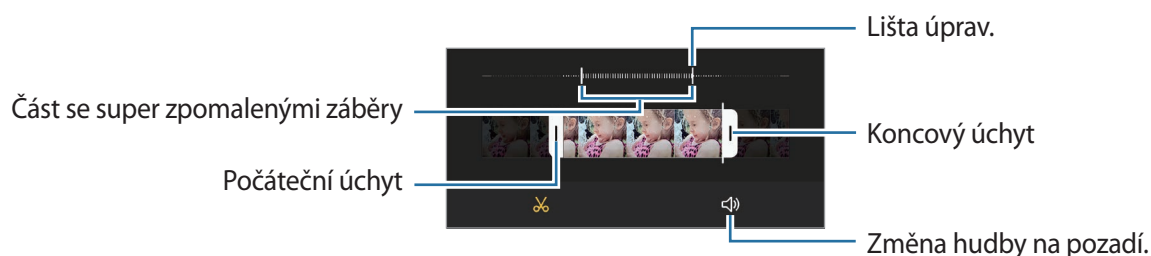 Lišta úprav.
Část se super zpomalenými záběry
Koncový úchyt
Počáteční úchyt
Změna hudby na pozadí.